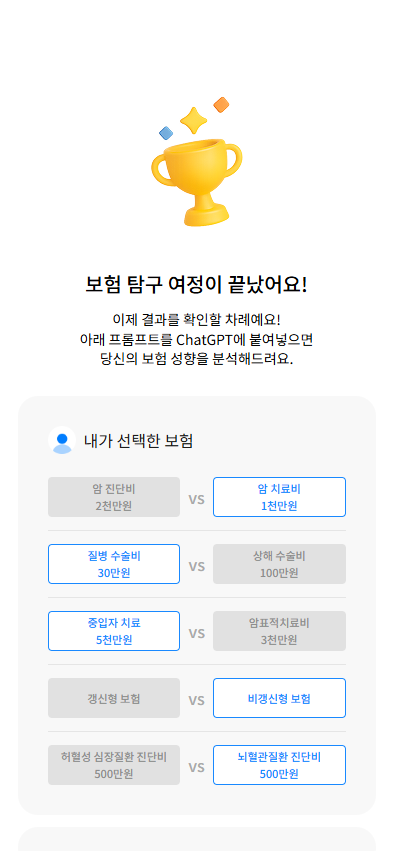 보험 탐구 여정이 끝났어요!
이제 결과를 확인할 차례예요!
아래 프롬프트를 ChatGPT에 붙여넣으면
당신의 보험 성향을 분석해드려요.
내가 선택한 보험
암 진단비
2천만원
VS
암 치료비
1천만원
질병 수술비
30만원
VS
상해 수술비
100만원
중입자 치료
5천만원
VS
암표적치료비
3천만원
갱신형 보험
VS
비갱신형 보험
허혈성 심장질환 진단비
500만원
VS
뇌혈관질환 진단비
500만원